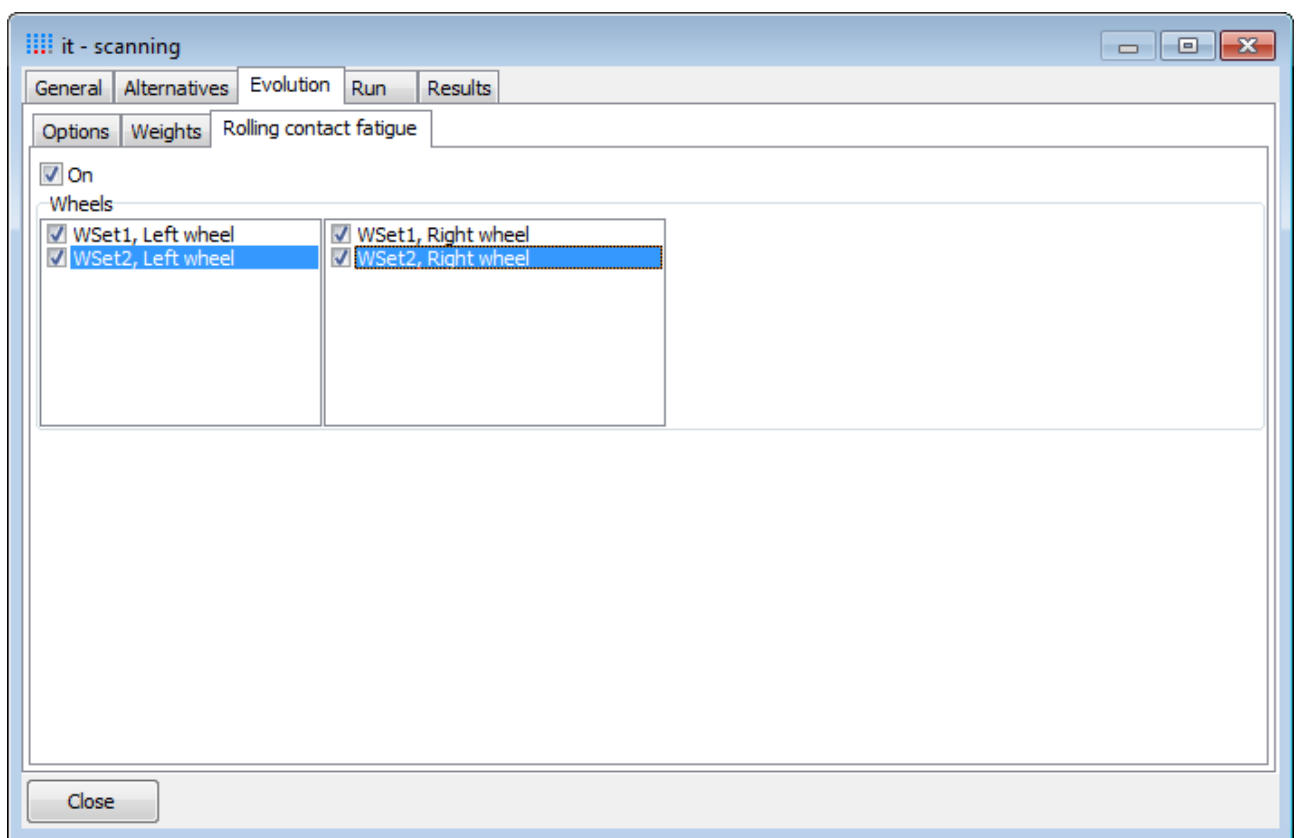 it - scanning
General Alternatives Evolution Run Results
Options Weights Rolling contact fatigue
On
Wheels
WSet1, Left wheel WSet1, Right wheel
WSet2, Left wheel WSet2, Right wheel
Close